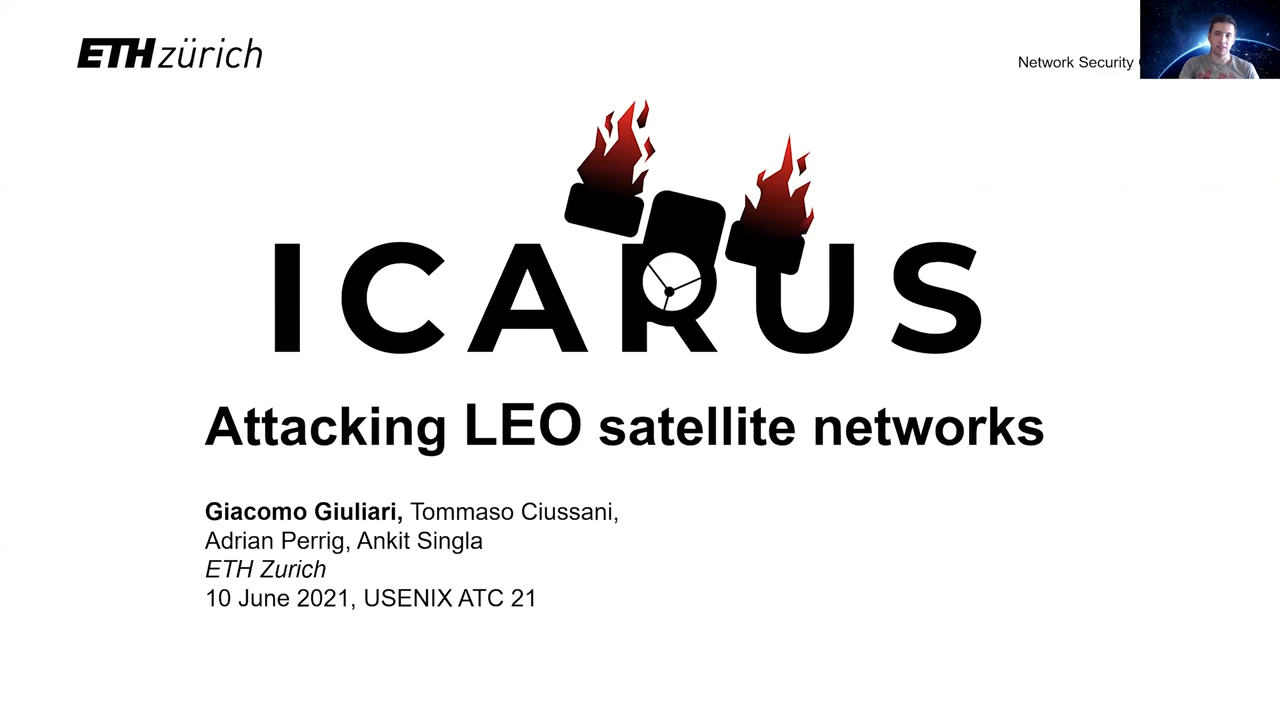 ETH zürich
Network Security
ICARUS
Attacking LEO satellite networks
Giacomo Giuliari, Tommaso Ciussani,
Adrian Perrig, Ankit Singla
ETH Zurich
10 June 2021, USENIX ATC 21